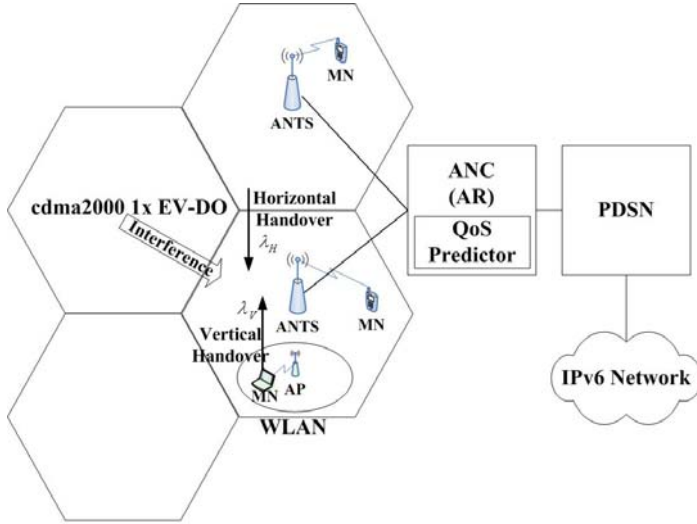 MN
ANTS
ANC
(AR)
QoS
Predictor
PDSN
cdma2000 1x EV-DO
Interference
Horizontal
Handover
λH
λV
ANTS
MN
Vertical
Handover
MN
AP
WLAN
IPv6 Network